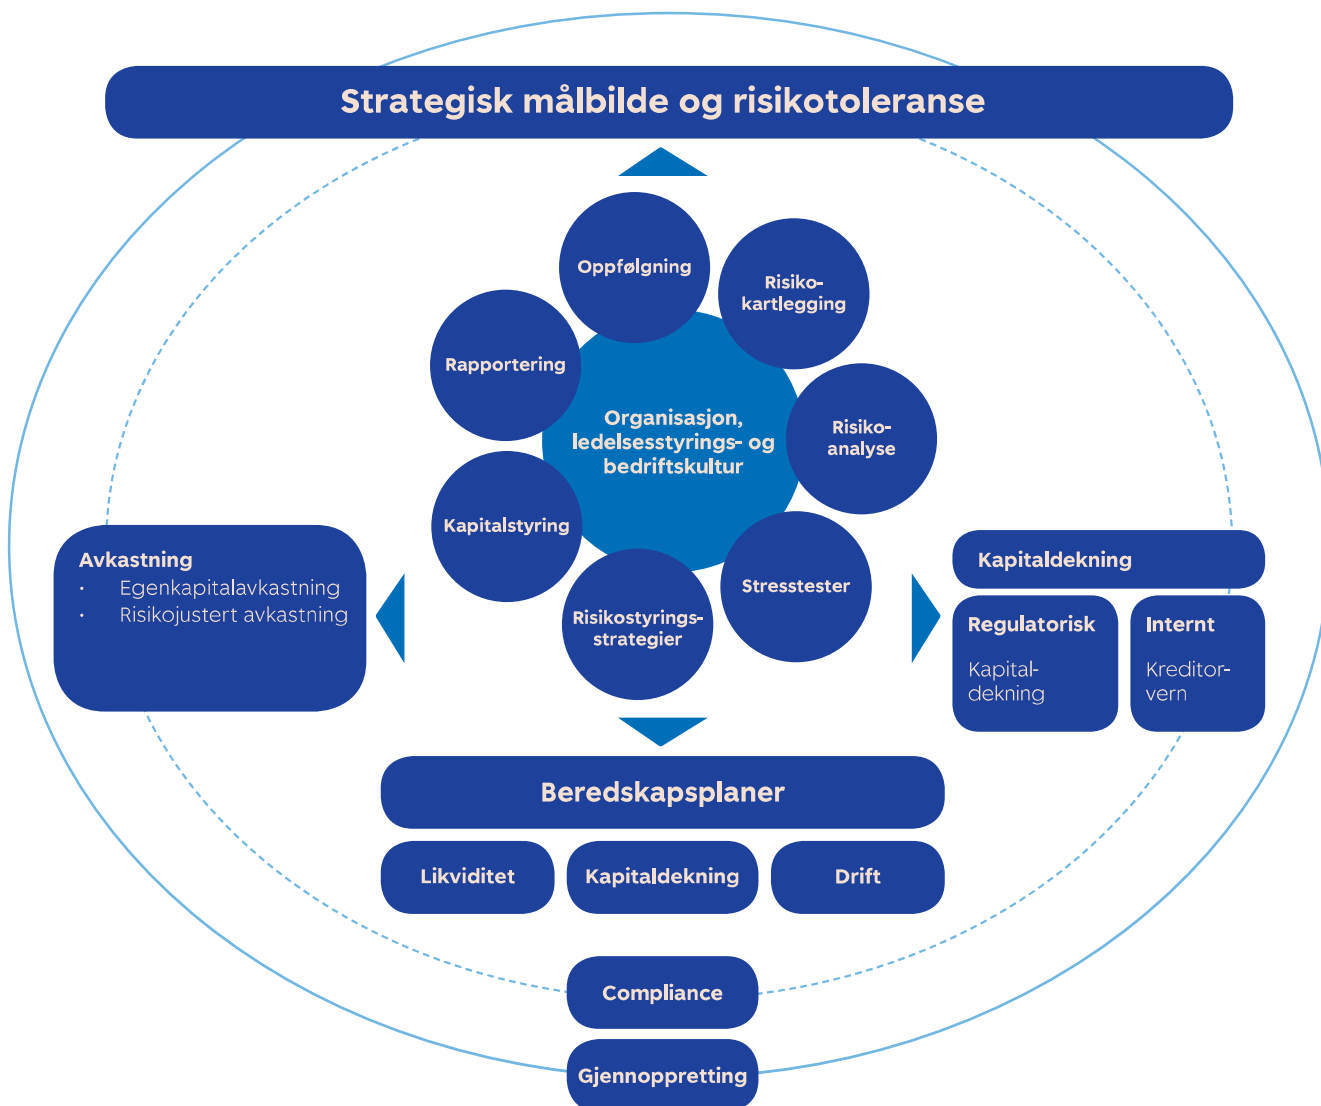 Strategisk målbilde og risikotoleranse
Oppfølgning
Risiko-
kartlegging
Rapportering
Organisasjon,
ledelsesstyrings- og
bedriftskultur
Risiko-
analyse
Kapitalstyring
Stresstester
Risikostyrings-
strategier
Avkastning
· Egenkapitalavkastning
· Risikojustert avkastning
Kapitaldekning
Regulatorisk
Kapital-
dekning
Internt
Kreditor-
vern
Beredskapsplaner
Likviditet
Kapitaldekning
Drift
Compliance
Gjennoppretting